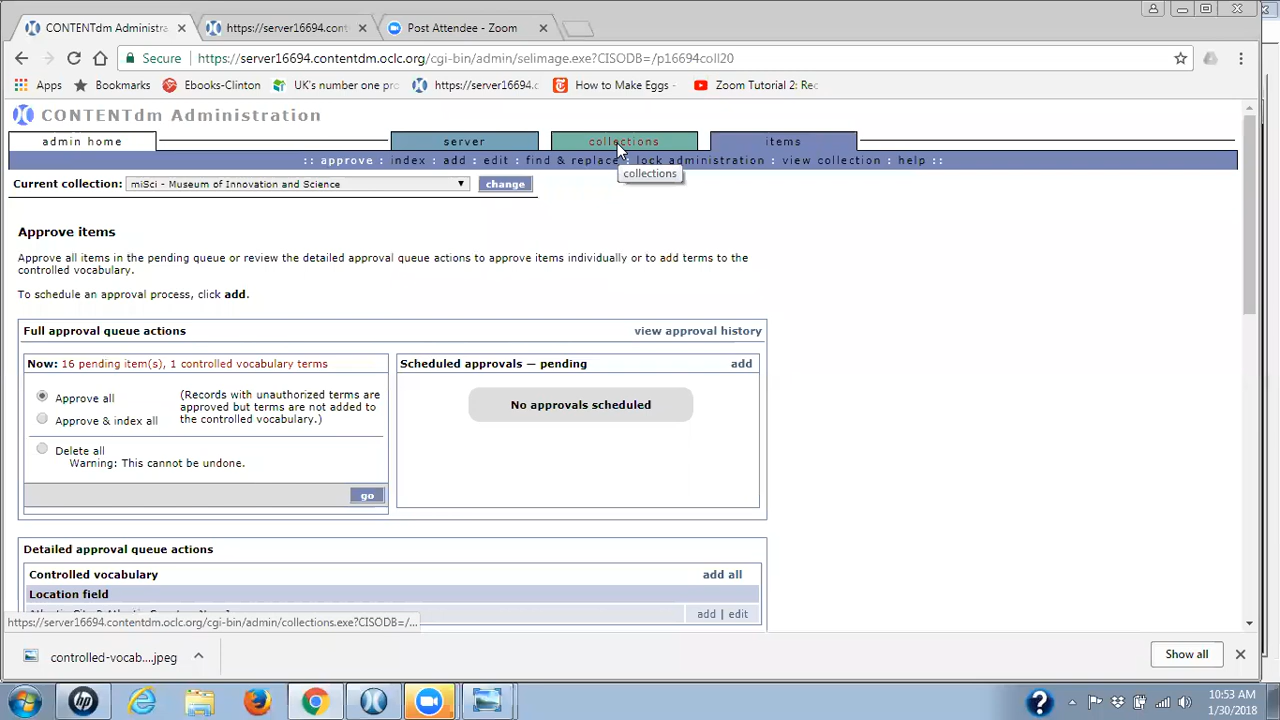 CONTENTdm Administra
https://server16694.cont
Post Attendee - Zoom
Secure
https://server16694.contentdm.oclc.org/cgi-bin/admin/selimage.exe?CISODB=/p16694coll20
Apps
Bookmarks
Ebooks-Clinton
UK's number one pro
https://server16694.c
How to Make Eggs -
Zoom Tutorial 2: Rec
CONTENTdm Administration
admin home
server
collections
items
:: approve : index : add : edit : find & replace : lock administration : view collection : help ::
collections
Current collection:
miSci - Museum of Innovation and Science
change
Approve items
Approve all items in the pending queue or review the detailed approval queue actions to approve items individually or to add terms to the
controlled vocabulary.
To schedule an approval process, click add.
Full approval queue actions
view approval history
Now: 16 pending item(s), 1 controlled vocabulary terms
Approve all
(Records with unauthorized terms are
approved but terms are not added to
the controlled vocabulary.)
Approve & index all
Delete all
Warning: This cannot be undone.
go
Scheduled approvals — pending
add
No approvals scheduled
Detailed approval queue actions
Controlled vocabulary
add all
Location field
add | edit
https://server16694.contentdm.oclc.org/cgi-bin/admin/collections.exe?CISODB=/...
controlled-vocab....jpeg
Show all
10:53 AM
1/30/2018